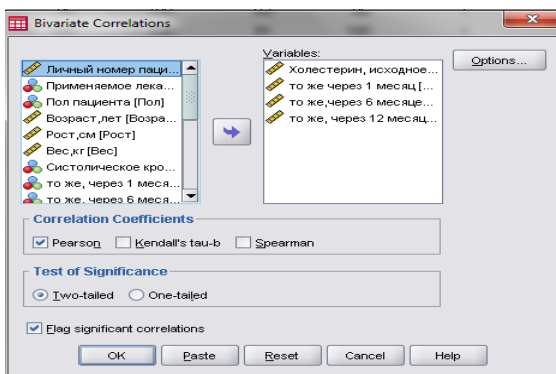 Bivariate Correlations
Личный номер паци...
Применяемое лека...
Пол пациента [Пол]
Возраст,лет [Возра...
Рост,см [Рост]
Вес,кг [Вес]
Систолическое кро...
то же, через 1 меся...
то же, через 6 меся...
Variables:
Холестерин, исходное...
то же через 1 месяц [...
то же,через 6 месяце...
то же, через 12 месяц...
Options...
Correlation Coefficients
Pearson Kendall's tau-b Spearman
Test of Significance
Two-tailed One-tailed
Flag significant correlations
OK Paste Reset Cancel Help